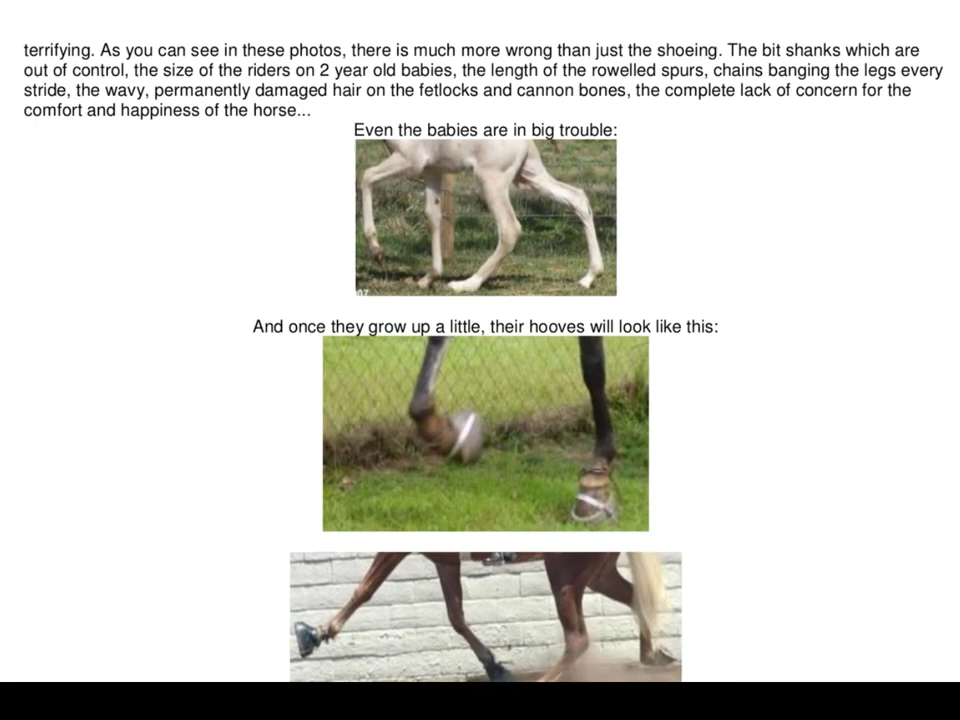 terrifying. As you can see in these photos, there is much more wrong than just the shoeing. The bit shanks which are
out of control, the size of the riders on 2 year old babies, the length of the rowelled spurs, chains banging the legs every
stride, the wavy, permanently damaged hair on the fetlocks and cannon bones, the complete lack of concern for the
comfort and happiness of the horse...
Even the babies are in big trouble:
07
And once they grow up a little, their hooves will look like this: